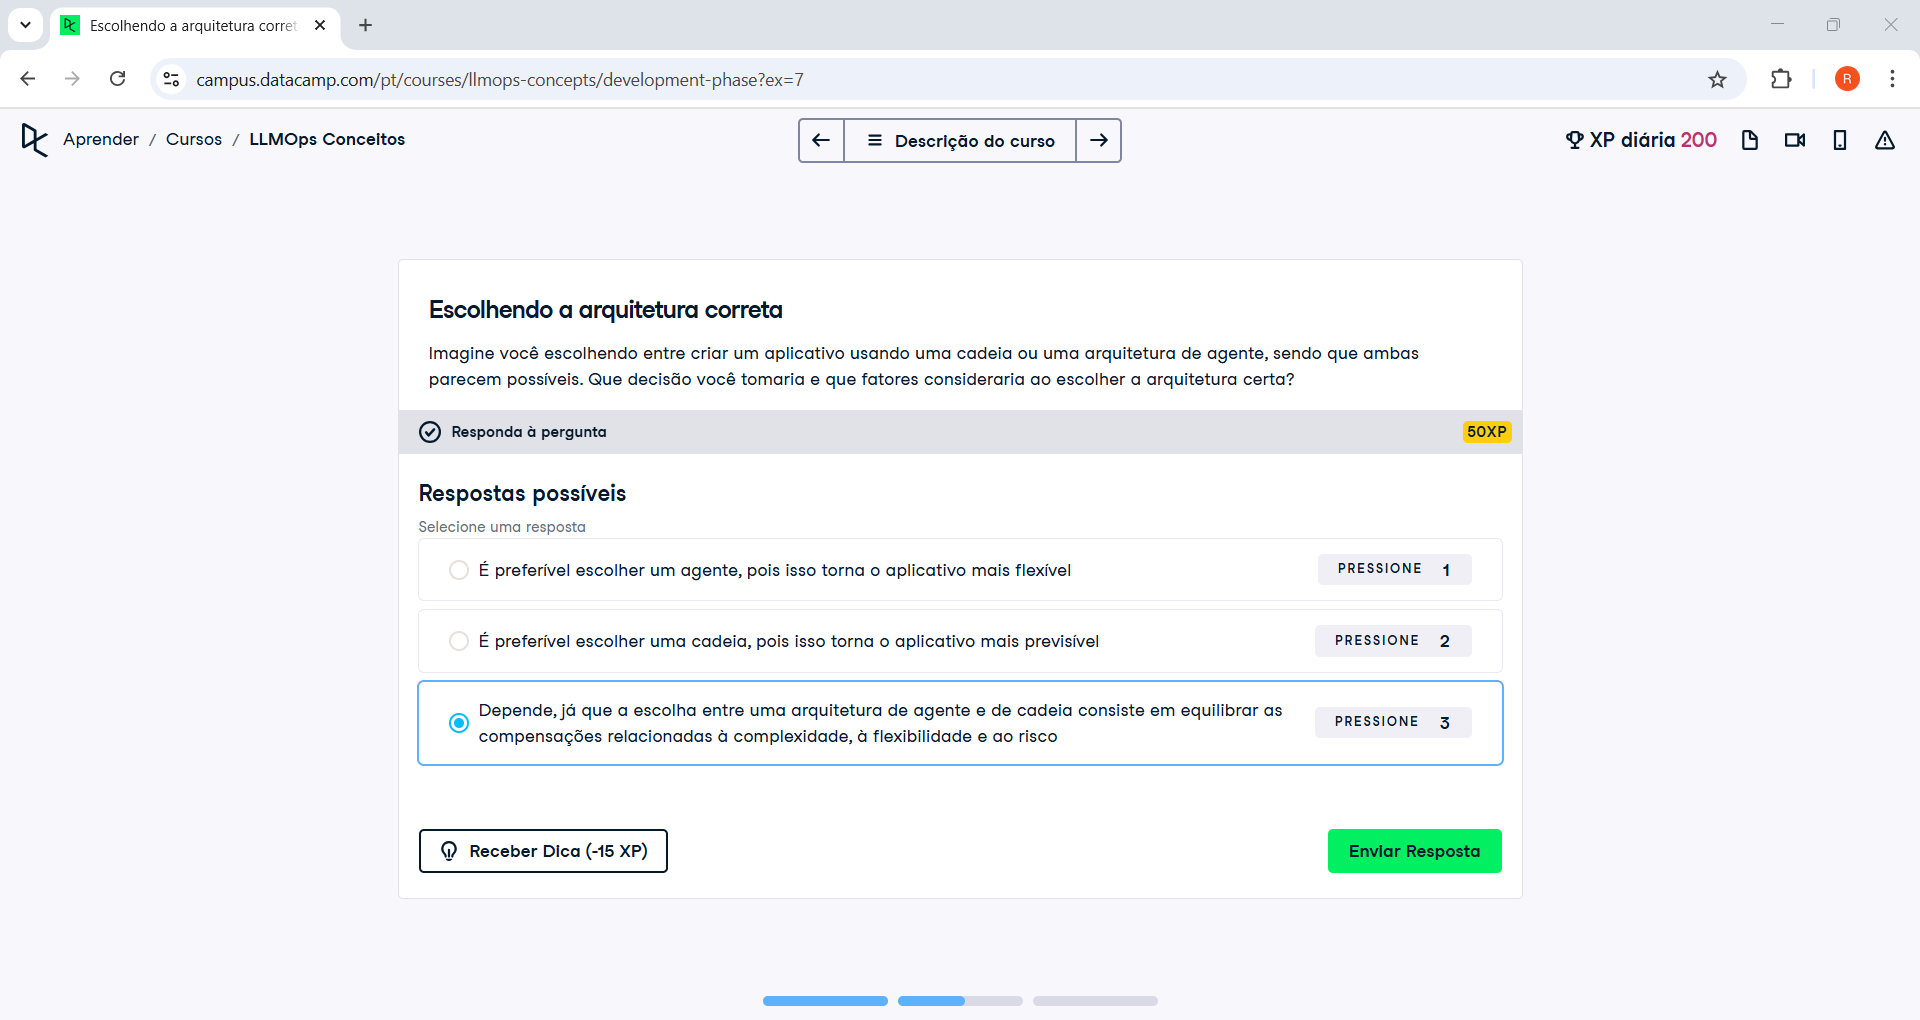 Escolhendo a arquitetura corret
campus.datacamp.com/pt/courses/llmops-concepts/development-phase?ex=7
R
Aprender / Cursos / LLMOps Conceitos
Descrição do curso
XP diária 200
Escolhendo a arquitetura correta
Imagine você escolhendo entre criar um aplicativo usando uma cadeia ou uma arquitetura de agente, sendo que ambas
parecem possíveis. Que decisão você tomaria e que fatores consideraria ao escolher a arquitetura certa?
Responda à pergunta
50XP
Respostas possíveis
Selecione uma resposta
É preferível escolher um agente, pois isso torna o aplicativo mais flexível
PRESSIONE 1
É preferível escolher uma cadeia, pois isso torna o aplicativo mais previsível
PRESSIONE 2
Depende, já que a escolha entre uma arquitetura de agente e de cadeia consiste em equilibrar as
compensações relacionadas à complexidade, à flexibilidade e ao risco
PRESSIONE 3
Receber Dica (-15 XP)
Enviar Resposta